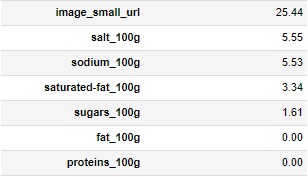 image_small_url 25.44
salt_100g 5.55
sodium_100g 5.53
saturated-fat_100g 3.34
sugars_100g 1.61
fat_100g 0.00
proteins_100g 0.00